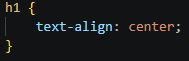 h1 {
    text-align: center;
}